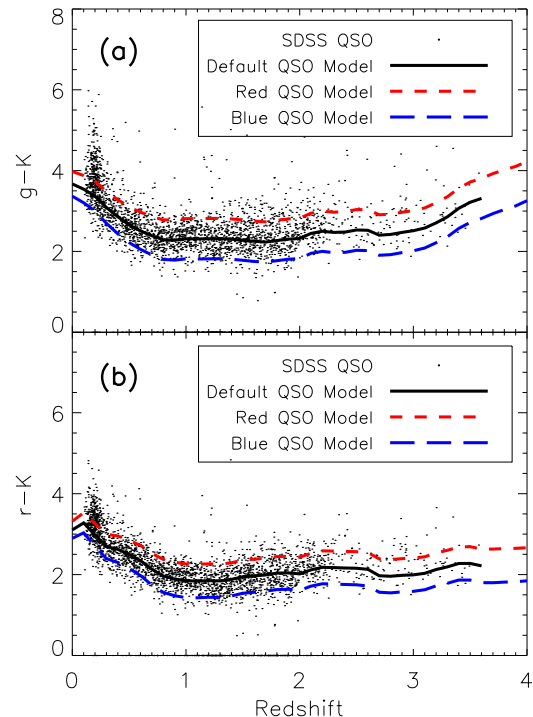 8
(a)
SDSS QSO
Default QSO Model
Red QSO Model
Blue QSO Model
6
4
2
0
g-K
(b)
SDSS QSO
Default QSO Model
Red QSO Model
Blue QSO Model
6
4
2
0
r-K
0 1 2 3 4
Redshift